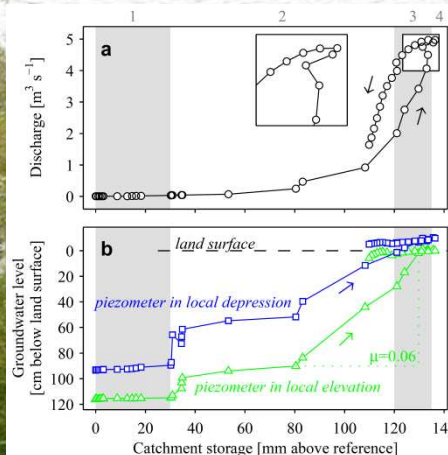 1 2 3 4
a
5
4
3
2
1
0
Discharge [m³ s⁻¹]
b
land surface
0
20
40
60
80
100
120
piezometer in local depression
μ=0.06
piezometer in local elevation
Groundwater level
[cm below land surface]
0 20 40 60 80 100 120 14
Catchment storage [mm above reference]